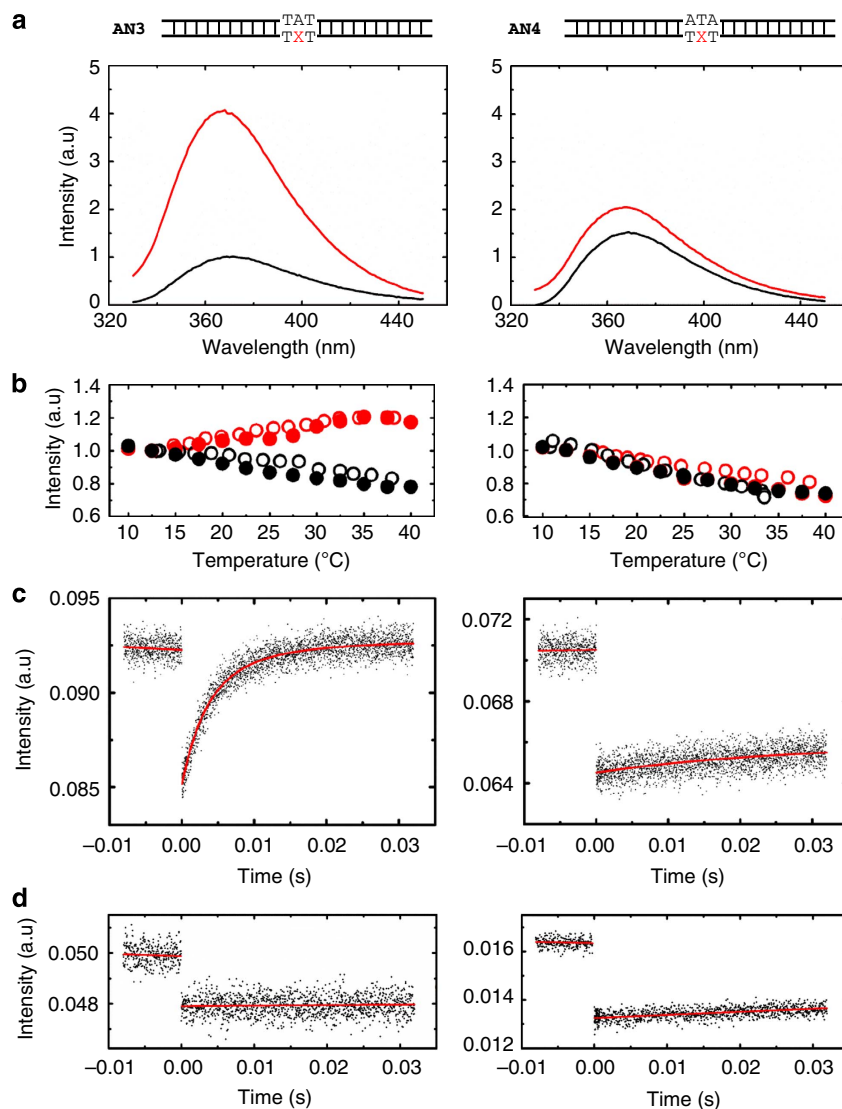 a
AN3
TAT
TXT
AN4
ATA
TXT
Intensity (a.u)
5
4
3
2
1
0
320 360 400 440
Wavelength (nm)
5
4
3
2
1
0
320 360 400 440
Wavelength (nm)
b
Intensity (a.u)
1.4
1.2
1.0
0.8
0.6
10 15 20 25 30 35 40
Temperature (°C)
1.4
1.2
1.0
0.8
0.6
10 15 20 25 30 35 40
Temperature (°C)
c
Intensity (a.u)
0.095
0.090
0.085
–0.01 0.00 0.01 0.02 0.03
Time (s)
0.072
0.068
0.064
–0.01 0.00 0.01 0.02 0.03
Time (s)
d
Intensity (a.u)
0.050
0.048
–0.01 0.00 0.01 0.02 0.03
Time (s)
0.016
0.014
0.012
–0.01 0.00 0.01 0.02 0.03
Time (s)